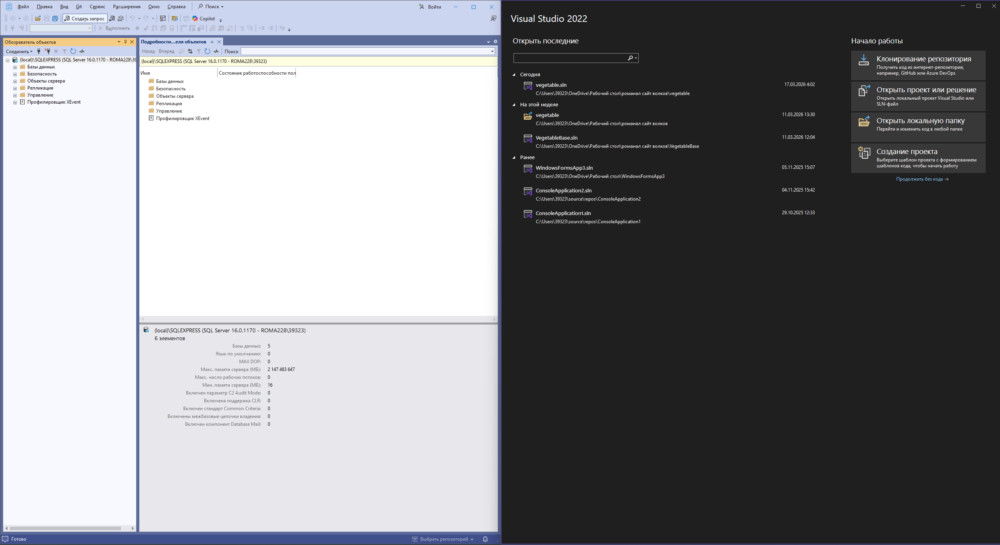 Файл Правка Вид Git Сервис Расширения Окно Справка Поиск Войти
Создать запрос DAX Copilot
Выполнить
Обозреватель объектов
Соединить
(local)\SQLEXPRESS (SQL Server 16.0.1170 - ROMA228\39
Базы данных
Безопасность
Объекты сервера
Репликация
Управление
Профилировщик XEvent
Подробности...еля объектов
Назад Вперед Поиск
(local)\SQLEXPRESS (SQL Server 16.0.1170 - ROMA228\39323)
Имя Состояние работоспособности пол
Базы данных
Безопасность
Объекты сервера
Репликация
Управление
Профилировщик XEvent
(local)\SQLEXPRESS (SQL Server 16.0.1170 - ROMA228\39323)
6 элементов
Базы данных: 5
Язык по умолчанию: 0
MAX DOP: 0
Макс. памяти сервера (МБ): 2 147 483 647
Макс. число рабочих потоков: 0
Мин. памяти сервера (МБ): 16
Включен параметр C2 Audit Mode: 0
Включена поддержка CLR: 0
Включен стандарт Common Criteria: 0
Включены межбазовые цепочки владения: 0
Включен компонент Database Mail: 0
Готово
Выбрать репозиторий
Visual Studio 2022
Открыть последние
Сегодня
vegetable.sln 17.03.2026 4:02
C:\Users\39323\OneDrive\Рабочий стол\романал сайт волков\vegetable
На этой неделе
vegetable 11.03.2026 13:30
C:\Users\39323\OneDrive\Рабочий стол\романал сайт волков
VegetableBase.sln 11.03.2026 12:04
C:\Users\39323\OneDrive\Рабочий стол\романал сайт волков\VegetableBase
Ранее
WindowsFormsApp3.sln 05.11.2025 15:07
C:\Users\39323\OneDrive\Рабочий стол\WindowsFormsApp3
ConsoleApplication2.sln 04.11.2025 15:42
C:\Users\39323\source\repos\ConsoleApplication2
ConsoleApplication1.sln 29.10.2025 12:33
C:\Users\39323\source\repos\ConsoleApplication1
Начало работы
Клонирование репозитория
Получить код из интернет-репозитория,
например, GitHub или Azure DevOps
Открыть проект или решение
Открыть локальный проект Visual Studio или
SLN-файл
Открыть локальную папку
Перейти и изменить код в любой папке
Создание проекта
Выберите шаблон проекта с формированием
шаблонов кода, чтобы начать работу
Продолжить без кода →